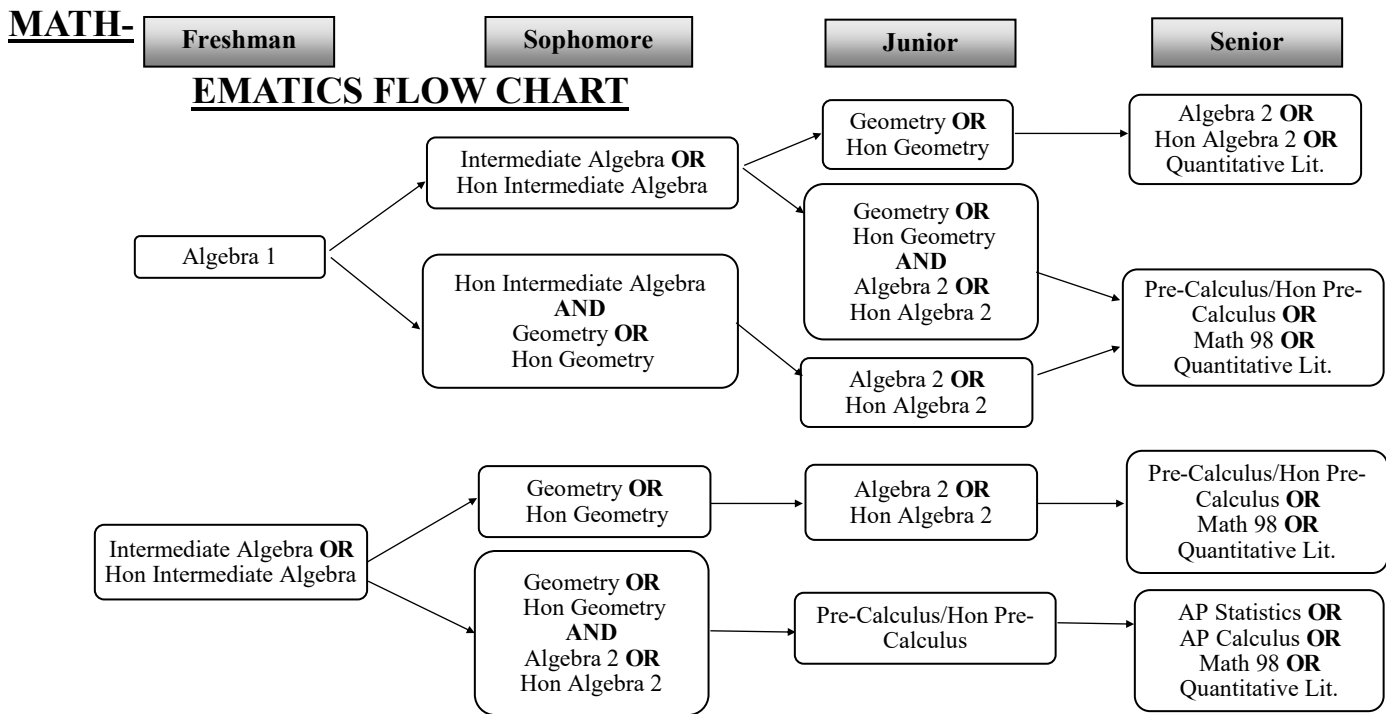 MATH-
Freshman
Sophomore
Junior
Senior
EMATICS FLOW CHART
Algebra 1
Intermediate Algebra OR
Hon Intermediate Algebra
Hon Intermediate Algebra
AND
Geometry OR
Hon Geometry
Geometry OR
Hon Geometry
Geometry OR
Hon Geometry
AND
Algebra 2 OR
Hon Algebra 2
Algebra 2 OR
Hon Algebra 2
Algebra 2 OR
Hon Algebra 2 OR
Quantitative Lit.
Pre-Calculus/Hon Pre-
Calculus OR
Math 98 OR
Quantitative Lit.
Intermediate Algebra OR
Hon Intermediate Algebra
Geometry OR
Hon Geometry
Algebra 2 OR
Hon Algebra 2
Pre-Calculus/Hon Pre-
Calculus OR
Math 98 OR
Quantitative Lit.
Geometry OR
Hon Geometry
AND
Algebra 2 OR
Hon Algebra 2
Pre-Calculus/Hon Pre-
Calculus
AP Statistics OR
AP Calculus OR
Math 98 OR
Quantitative Lit.